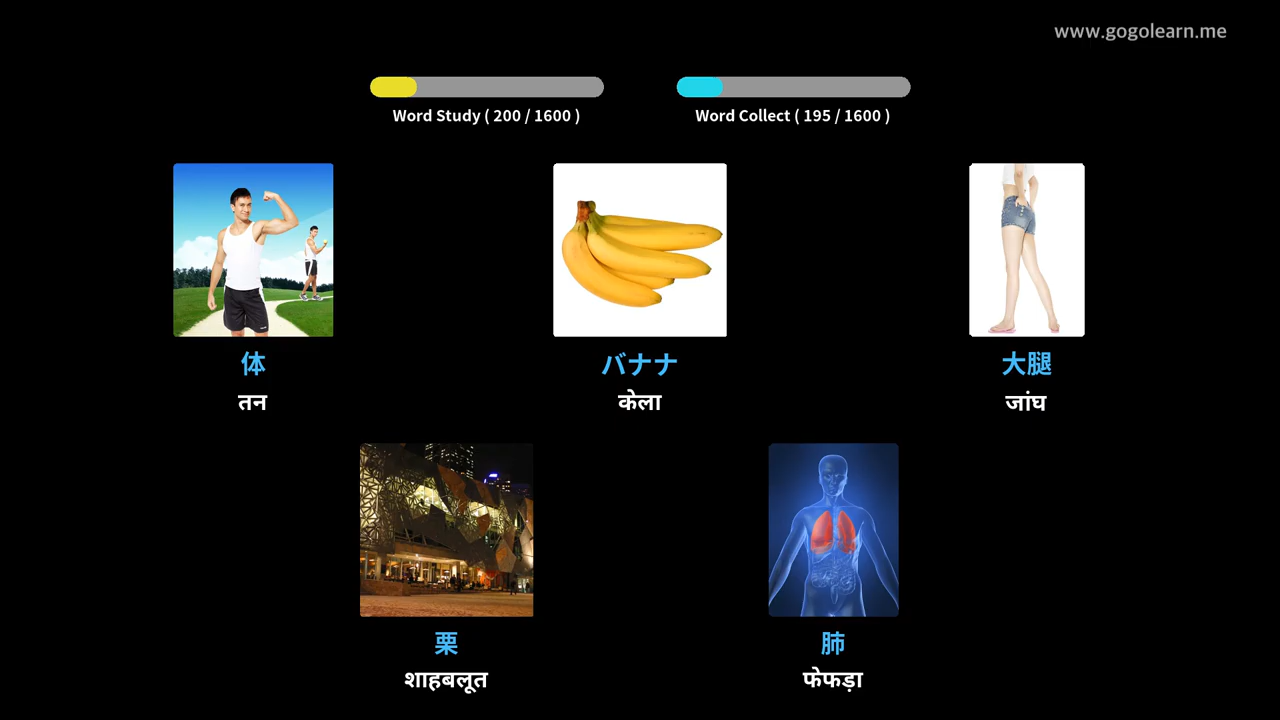 www.gogolearn.me
Word Study ( 200 / 1600 )
Word Collect ( 195 / 1600 )
体
तन
バナナ
केला
大腿
जांघ
栗
शाहबलूत
肺
फेफड़ा